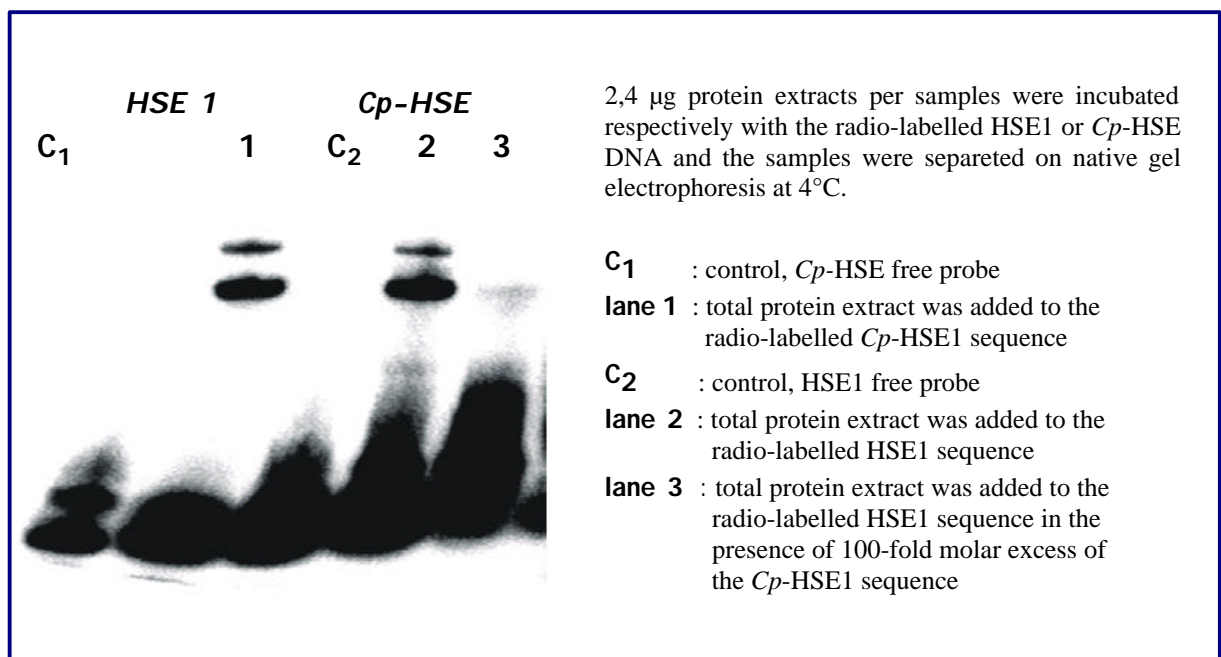 HSE 1 Cp-HSE
C1 1 C2 2 3
2,4 µg protein extracts per samples were incubated
respectively with the radio-labelled HSE1 or Cp-HSE
DNA and the samples were separeted on native gel
electrophoresis at 4°C.
C1 : control, Cp-HSE free probe
lane 1 : total protein extract was added to the
radio-labelled Cp-HSE1 sequence
C2 : control, HSE1 free probe
lane 2 : total protein extract was added to the
radio-labelled HSE1 sequence
lane 3 : total protein extract was added to the
radio-labelled HSE1 sequence in the
presence of 100-fold molar excess of
the Cp-HSE1 sequence